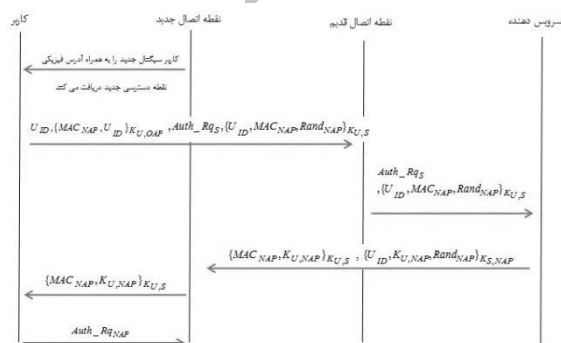 کاربر
نقطه اتصال جدید
نقطه اتصال قدیم
سرویس دهنده
کاربر سیگنال جدید را به همراه آدرس فیزیکی
نقطه دسترسی جدید دریافت می کند
U_ID, {MAC_NAP, U_ID}_{K_U,OAP}, Auth_Rq_S, {U_ID, MAC_NAP, Rand_NAP}_{K_U,S}
Auth_Rq_S
, {U_ID, MAC_NAP, Rand_NAP}_{K_U,S}
{MAC_NAP, K_U,NAP}_{K_U,S} , {U_ID, K_U,NAP, Rand_NAP}_{K_S,NAP}
{MAC_NAP, K_U,NAP}_{K_U,S}
Auth_Rq_NAP